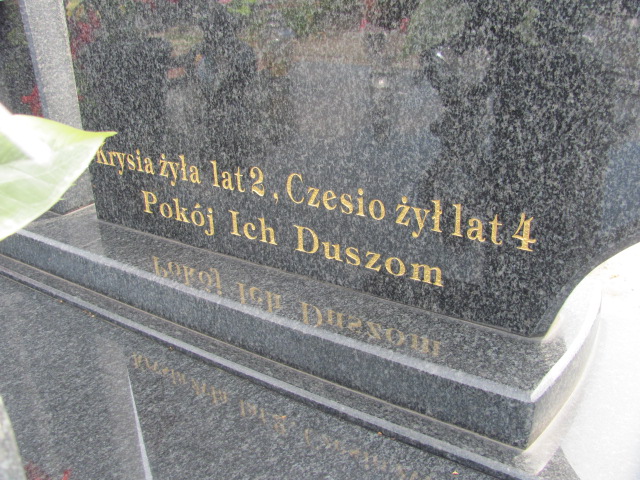 Krysia żyła lat 2, Czesio żył lat 4
Pokój Ich Duszom